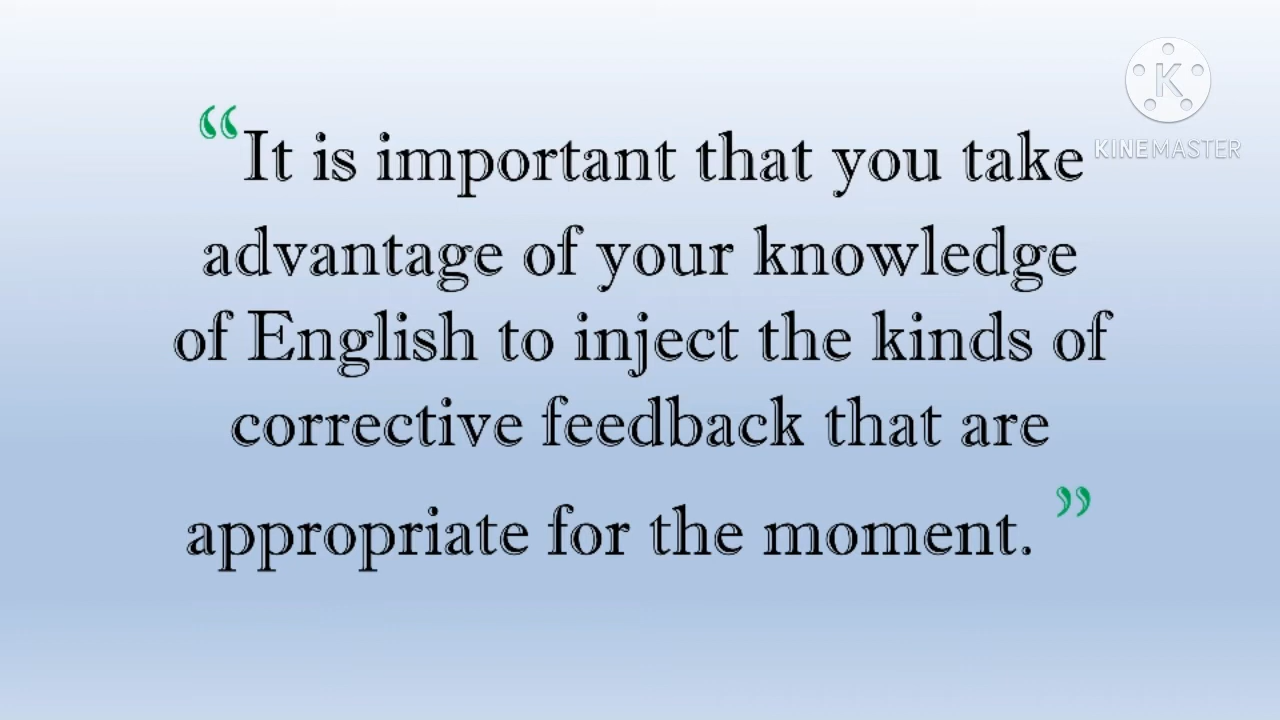 “It is important that you take
advantage of your knowledge
of English to inject the kinds of
corrective feedback that are
appropriate for the moment. ”
K
KINEMASTER